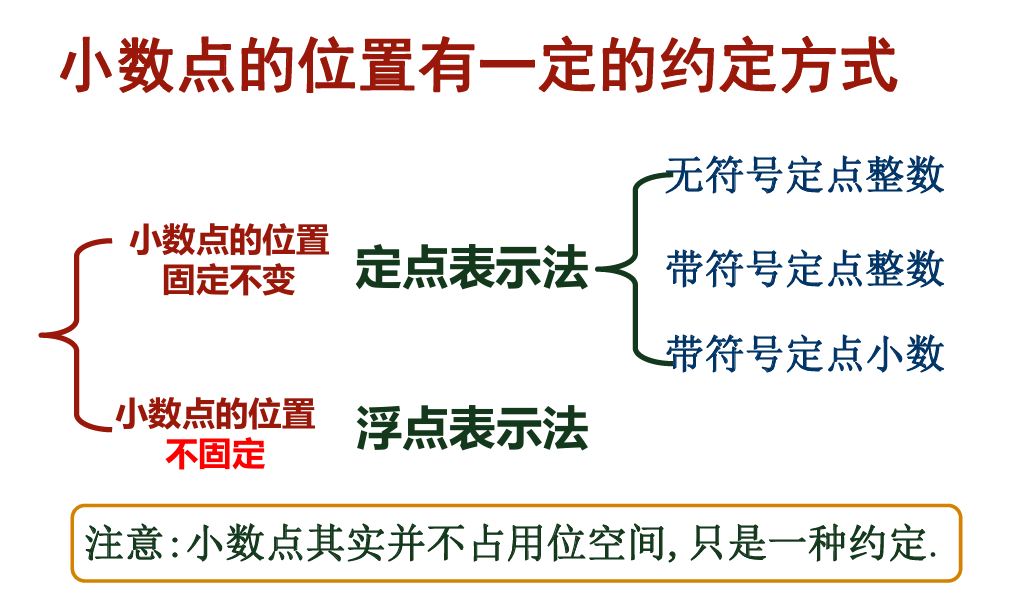 小数点的位置有一定的约定方式
小数点的位置
固定不变
定点表示法
无符号定点整数
带符号定点整数
带符号定点小数
小数点的位置
不固定
浮点表示法
注意:小数点其实并不占用位空间,只是一种约定.